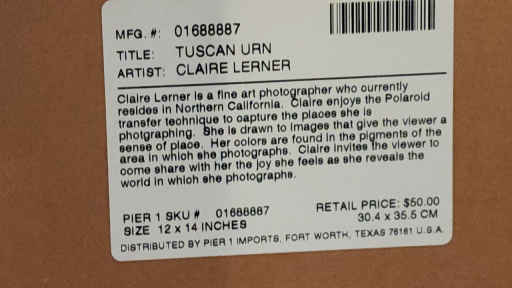 MFG. #: 01688887
TITLE: TUSCAN URN
ARTIST: CLAIRE LERNER
Claire Lerner is a fine art photographer who currently
resides in Northern California. Claire enjoys the Polaroid
transfer technique to capture the places she is
photgraphing. She is drawn to images that give the viewer a
sense of place. Her colors are found in the pigments of the
area in which she photographs. Claire invites the viewer to
come share with her the joy she feels as she reveals the
world in which she photographs.
PIER 1 SKU # 01688887 RETAIL PRICE: $50.00
SIZE 12 x 14 INCHES 30.4 x 35.5 CM
DISTRIBUTED BY PIER 1 IMPORTS, FORT WORTH, TEXAS 76161 U.S.A.